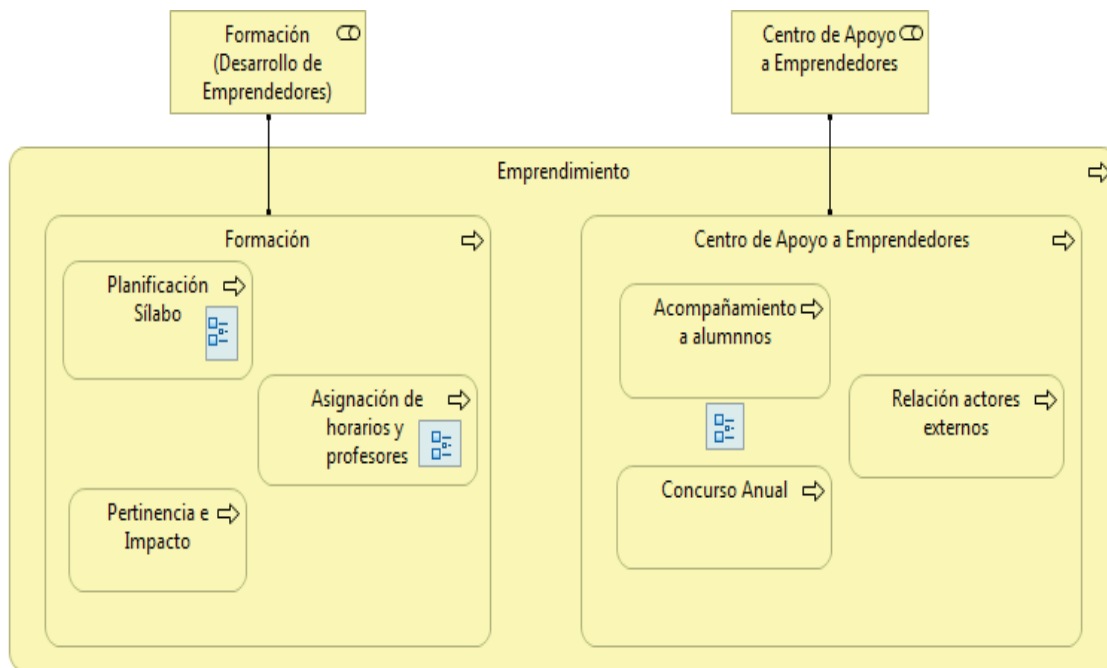 Formación
(Desarrollo de
Emprendedores)
Centro de Apoyo
a Emprendedores
Emprendimiento
Formación
Planificación
Sílabo
Asignación de
horarios y
profesores
Pertinencia e
Impacto
Centro de Apoyo a Emprendedores
Acompañamiento
a alumnnos
Relación actores
externos
Concurso Anual